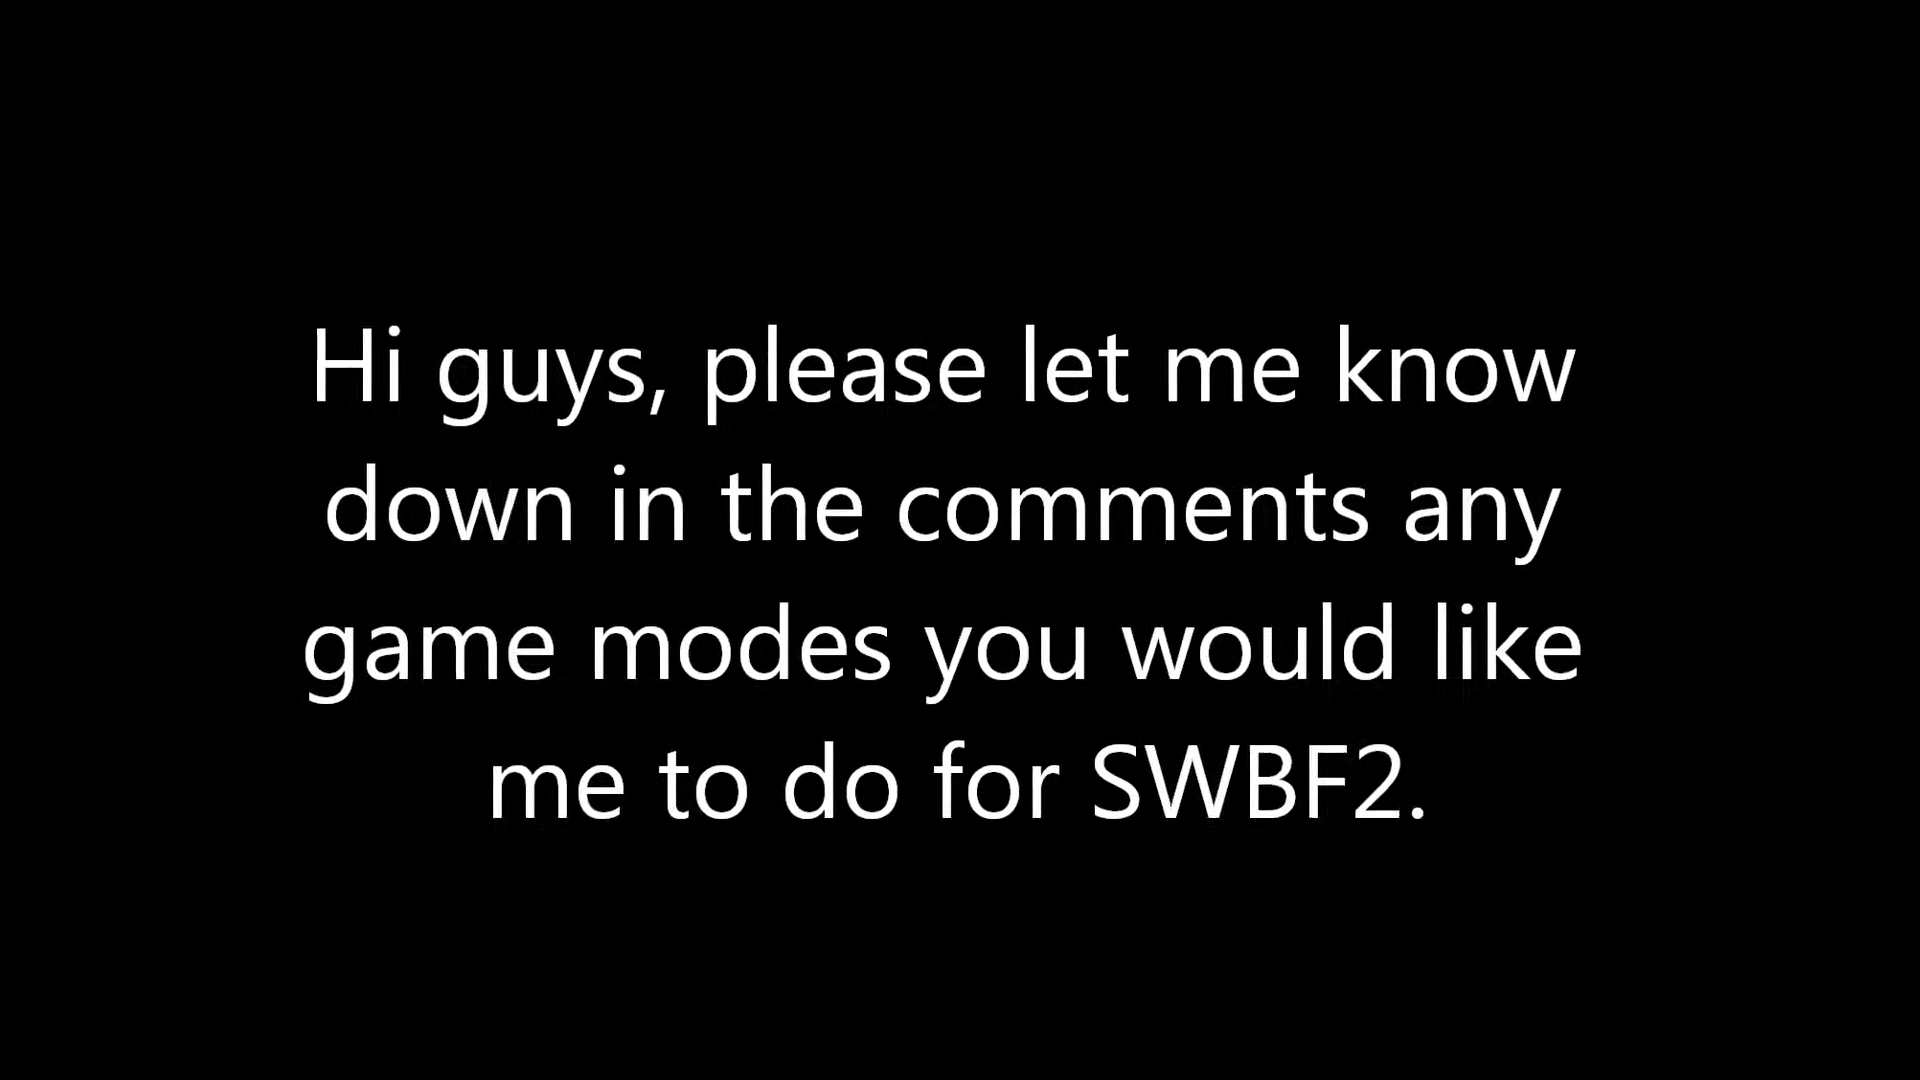 Hi guys, please let me know
down in the comments any
game modes you would like
me to do for SWBF2.